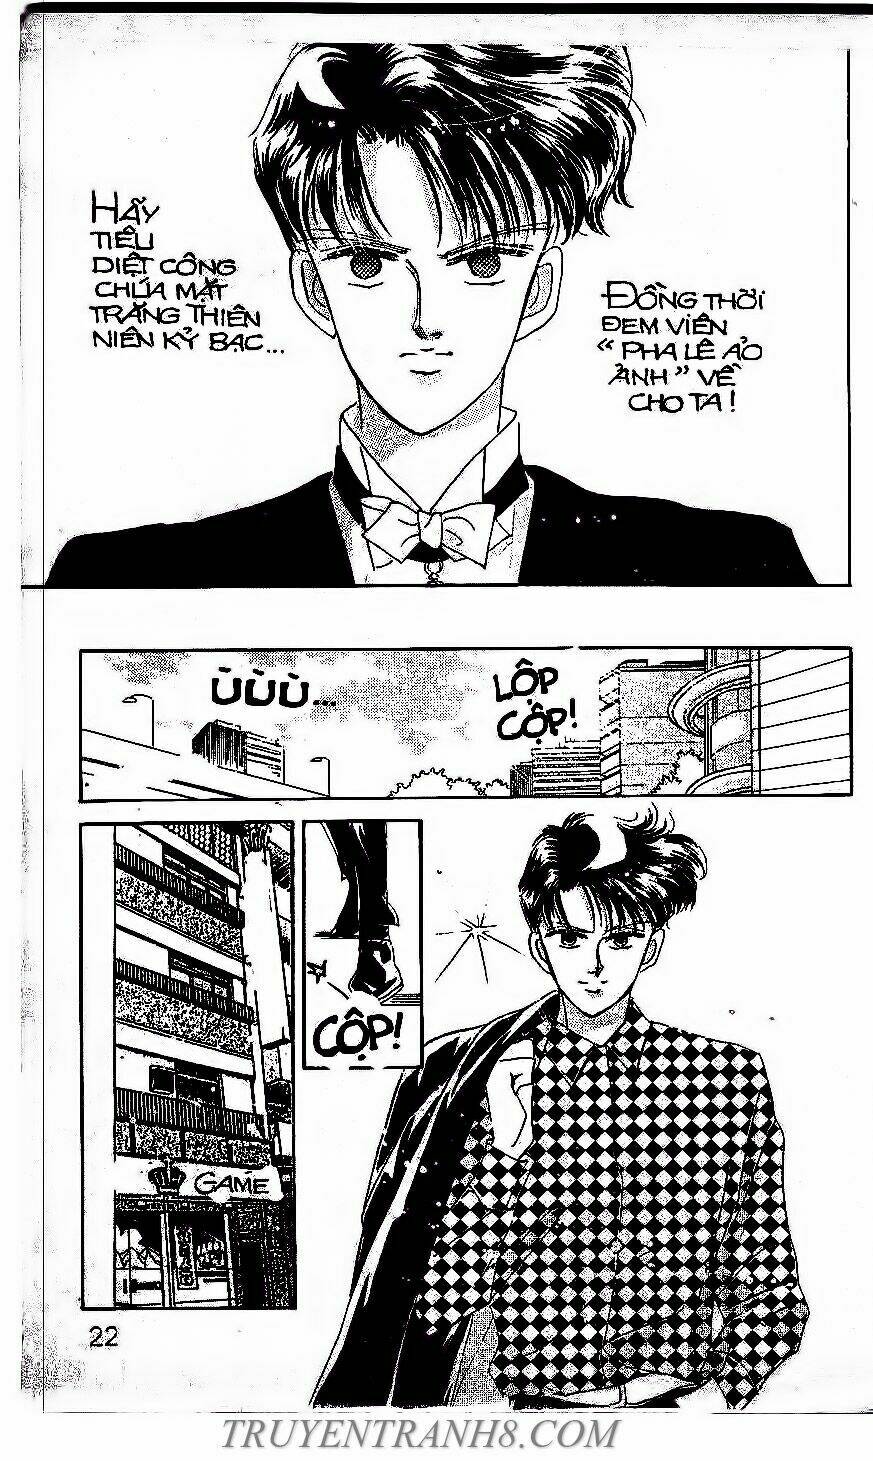 HÃY
TIÊU
DIỆT CÔNG
CHÚA MẶT
TRĂNG THIÊN
NIÊN KỶ BẠC...
ĐỒNG THỜI
ĐEM VIÊN
“PHA LÊ ẢO
ẢNH” VỀ
CHO TA!
ÙÙÙ...
LỘP
CỘP!
CỘP!
GAME
22
TRUYENTRANH8.COM